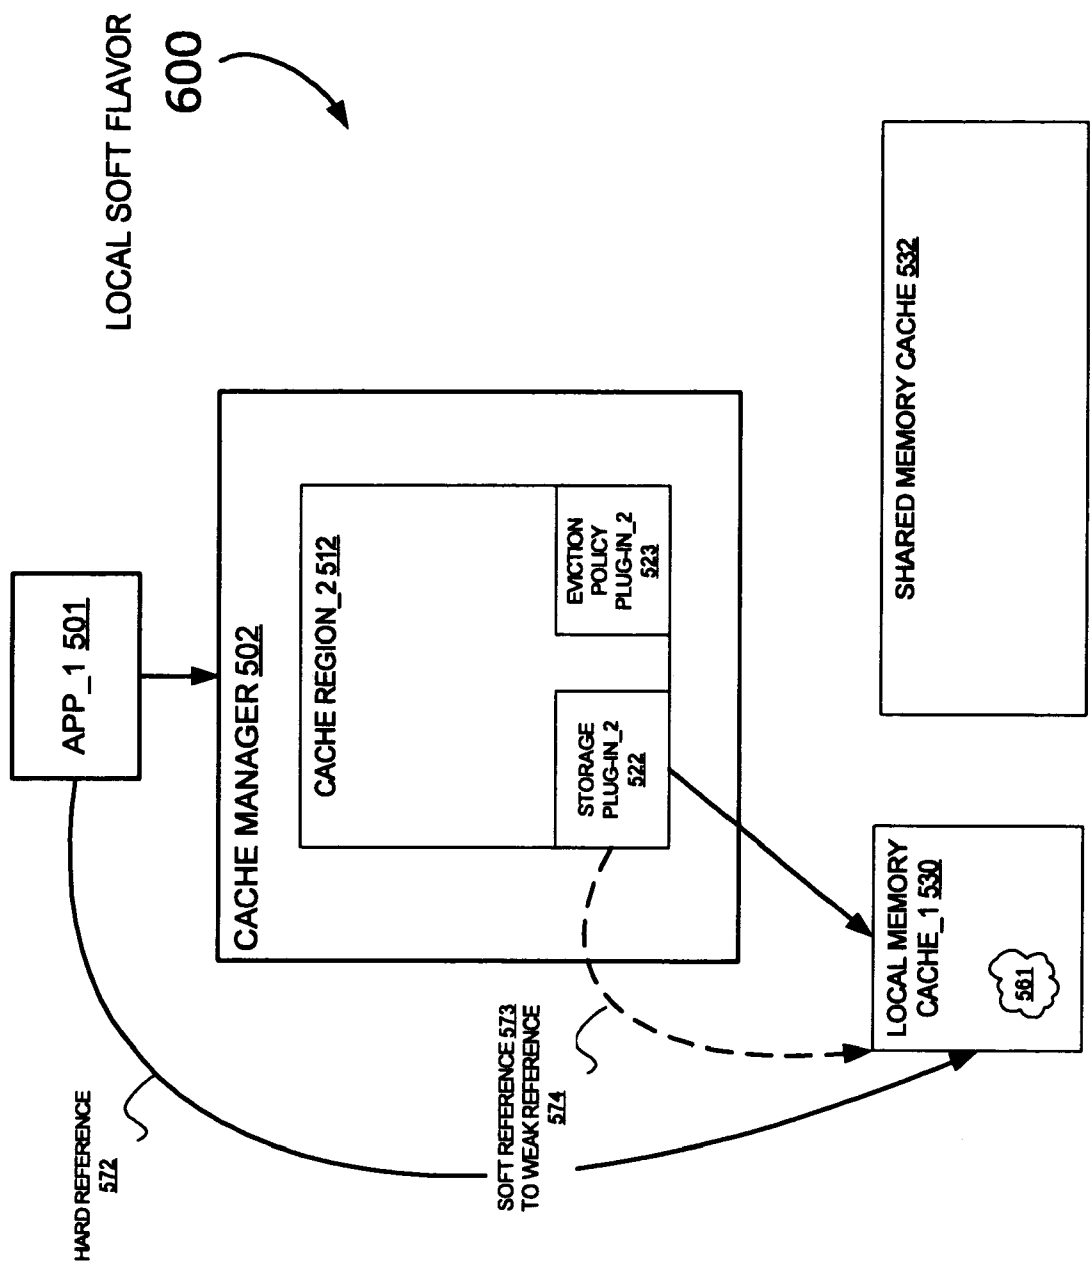 LOCAL SOFT FLAVOR
600
APP_1 501
HARD REFERENCE
572
CACHE MANAGER 502
CACHE REGION_2 512
STORAGE
PLUG-IN_2
522
EVICTION
POLICY
PLUG-IN_2
523
SOFT REFERENCE 573
TO WEAK REFERENCE
574
LOCAL MEMORY
CACHE_1 530
561
SHARED MEMORY CACHE 532